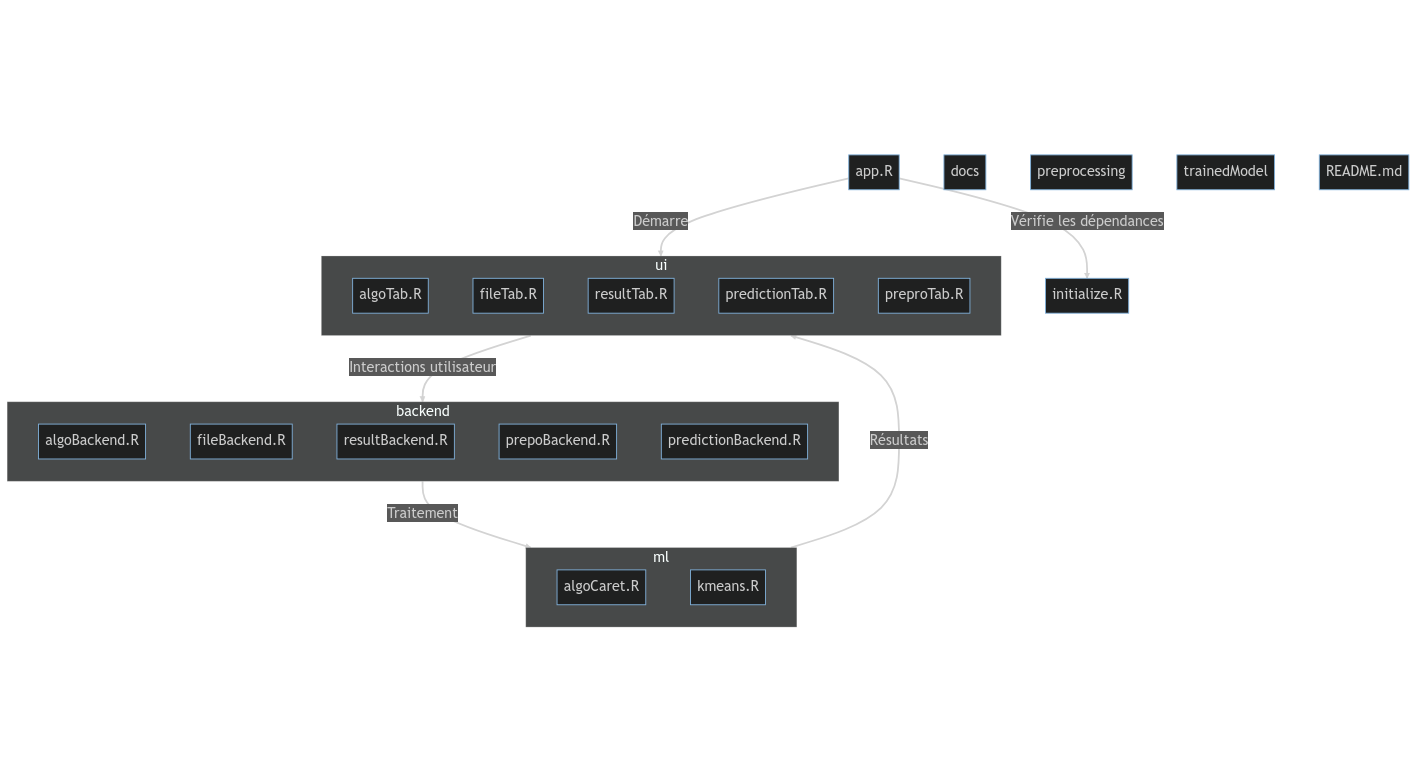 app.R
docs
preprocessing
trainedModel
README.md
Démarre
Vérifie les dépendances
ui
algoTab.R
fileTab.R
resultTab.R
predictionTab.R
preproTab.R
initialize.R
Interactions utilisateur
backend
algoBackend.R
fileBackend.R
resultBackend.R
prepoBackend.R
predictionBackend.R
Résultats
Traitement
ml
algoCaret.R
kmeans.R